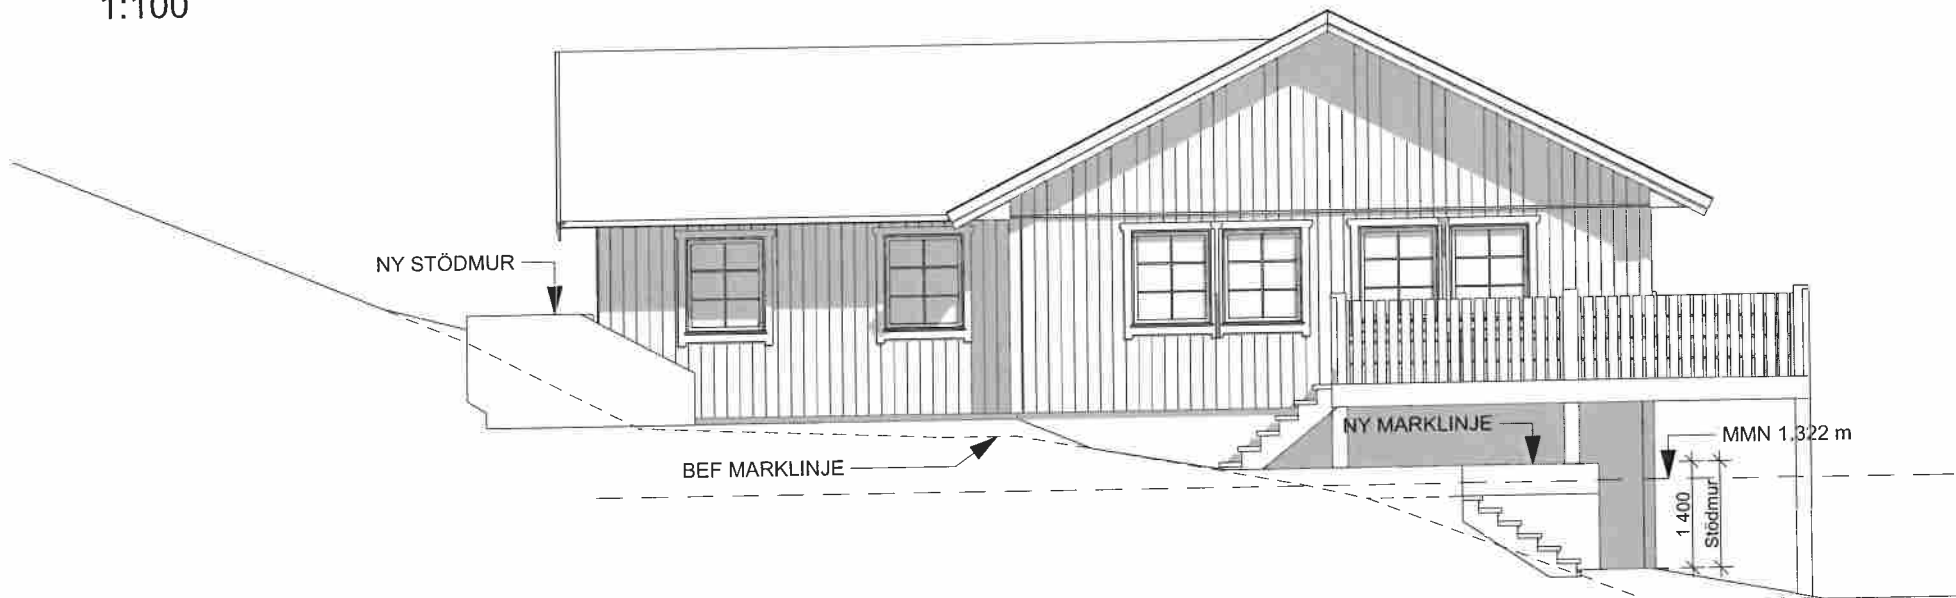 1:100
NY STÖDMUR
BEF MARKLINJE
NY MARKLINJE
MMN 1,322 m
1 400
Stödmur